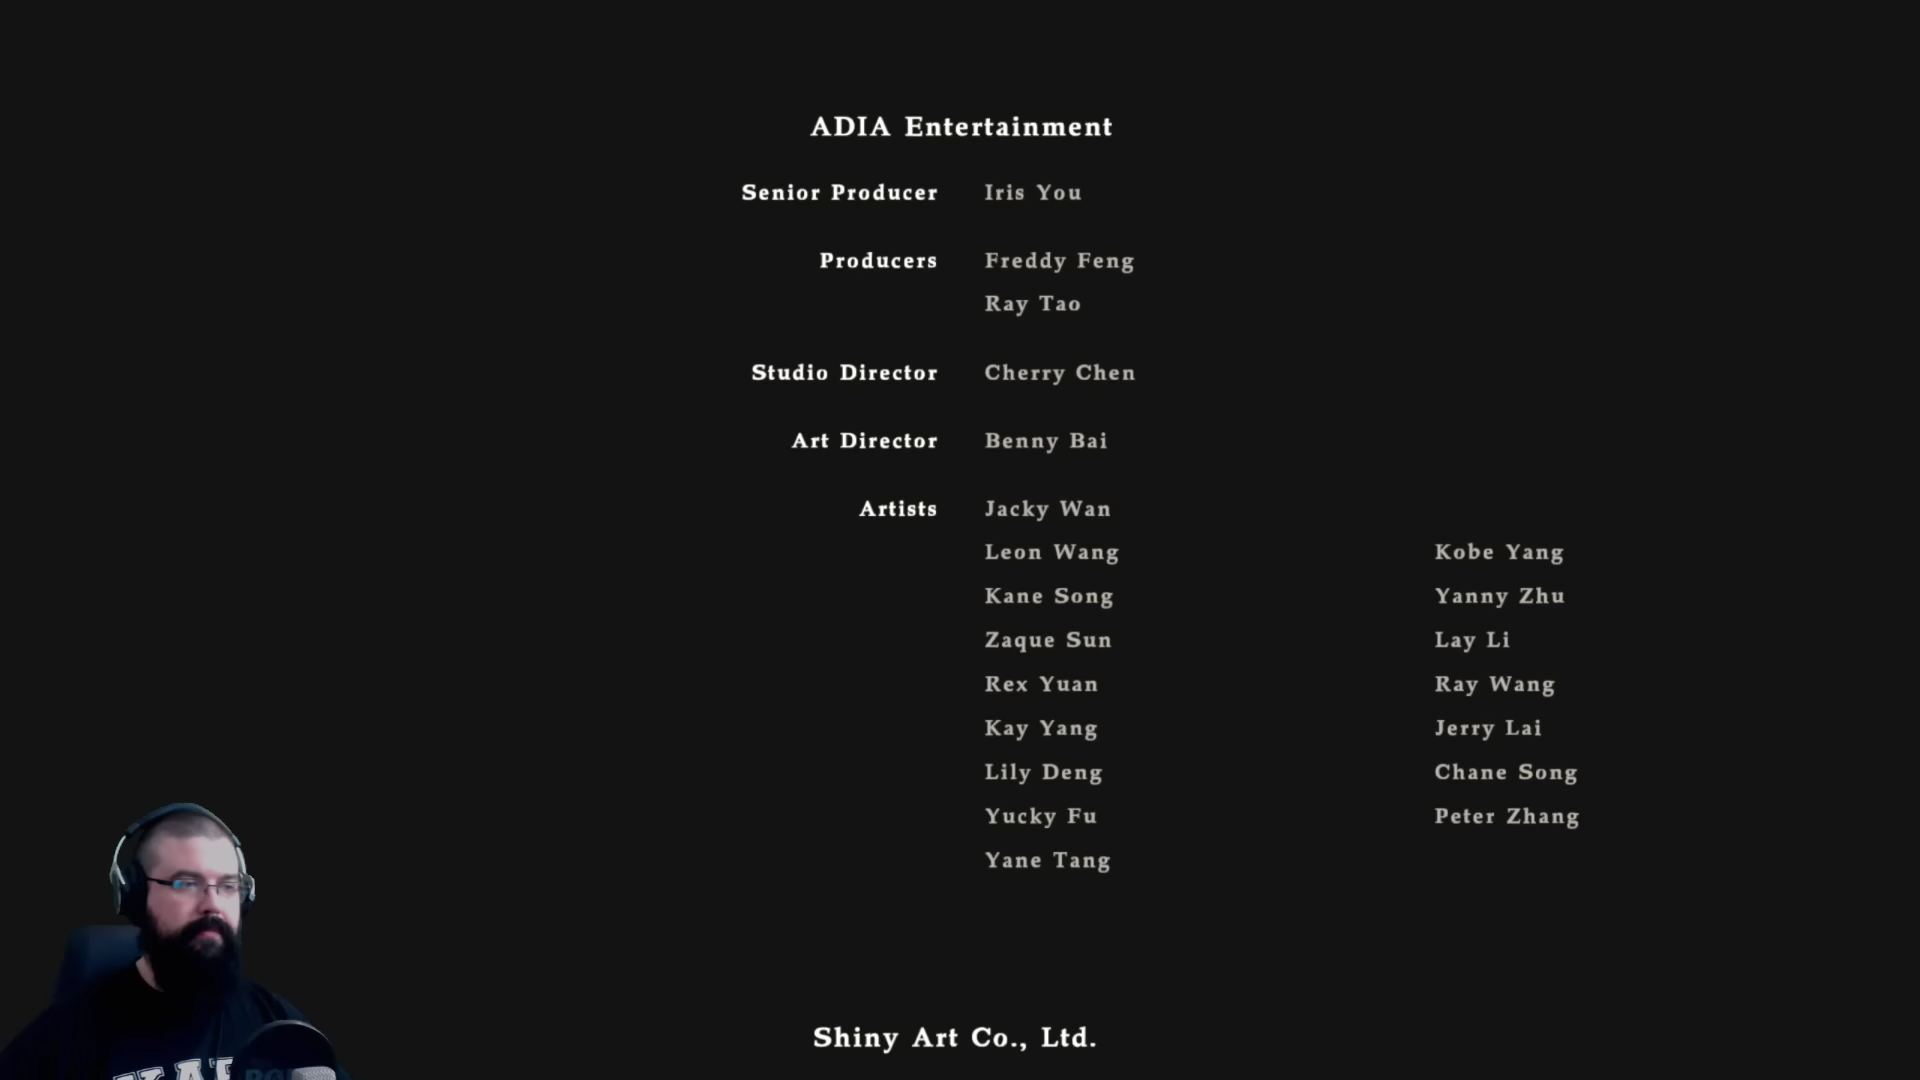 ADIA Entertainment
Senior Producer Iris You
Producers Freddy Feng
Ray Tao
Studio Director Cherry Chen
Art Director Benny Bai
Artists Jacky Wan
Leon Wang Kobe Yang
Kane Song Yanny Zhu
Zaque Sun Lay Li
Rex Yuan Ray Wang
Kay Yang Jerry Lai
Lily Deng Chane Song
Yucky Fu Peter Zhang
Yane Tang
Shiny Art Co., Ltd.